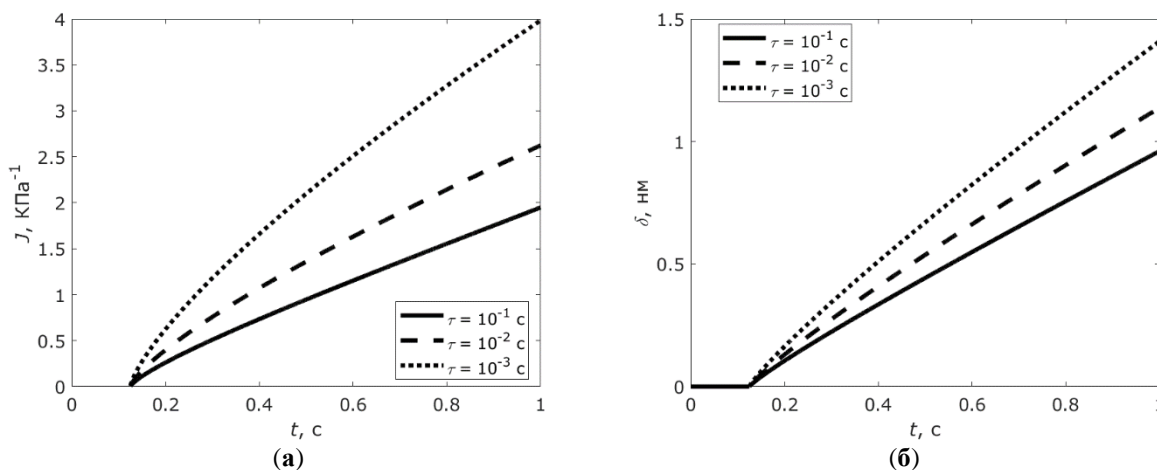 4
3.5
3
2.5
2
1.5
1
0.5
0
J, КПа⁻¹
0 0.2 0.4 0.6 0.8 1
t, с
τ = 10⁻¹ с
τ = 10⁻² с
τ = 10⁻³ с
(а)
1.5
1
0.5
0
δ, нм
0 0.2 0.4 0.6 0.8 1
t, с
τ = 10⁻¹ с
τ = 10⁻² с
τ = 10⁻³ с
(б)